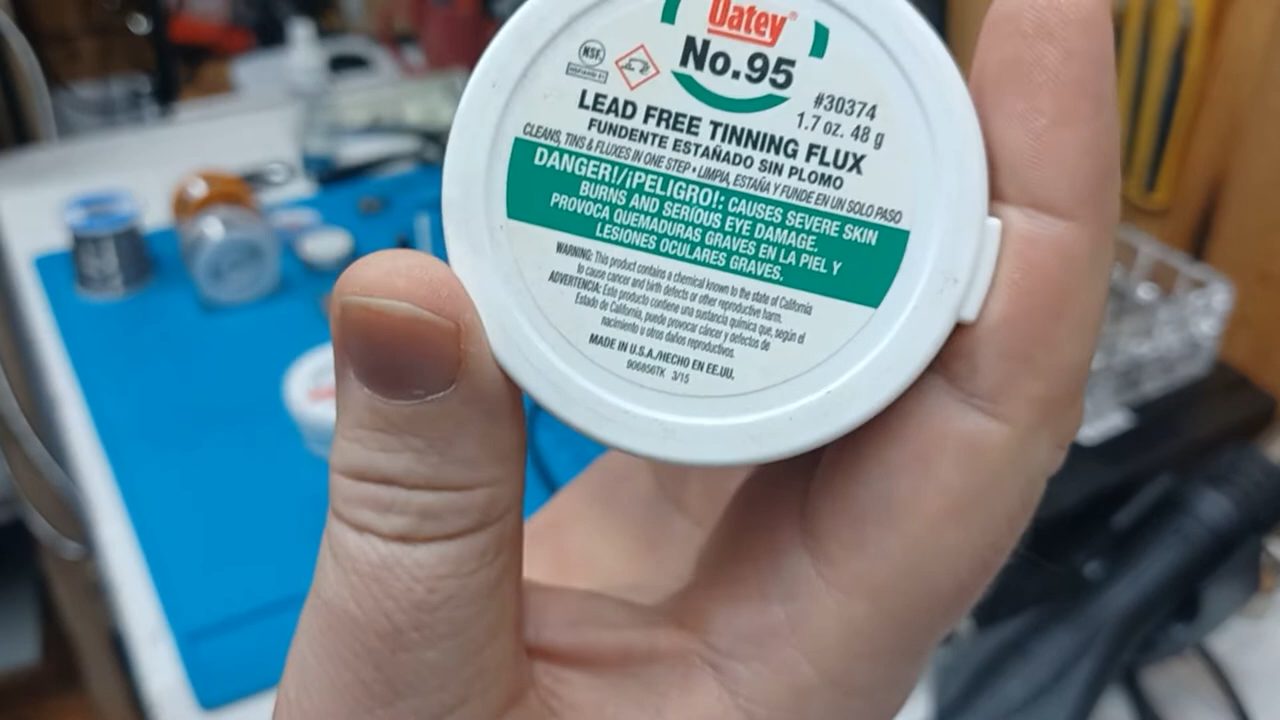 Oatey®
No.95
NSF®
#30374
1.7 oz. 48 g
LEAD FREE TINNING FLUX
FUNDENTE ESTAÑADO SIN PLOMO
CLEANS, TINS & FLUXES IN ONE STEP • LIMPIA, ESTAÑA Y FUNDE EN UN SOLO PASO
DANGER!/¡PELIGRO!: CAUSES SEVERE SKIN
BURNS AND SERIOUS EYE DAMAGE.
PROVOCA QUEMADURAS GRAVES EN LA PIEL Y
LESIONES OCULARES GRAVES.
WARNING: This product contains a chemical known to the state of California
to cause cancer and birth defects or other reproductive harm.
ADVERTENCIA: Este producto contiene una sustancia química que, según el
Estado de California, puede provocar cáncer y defectos de
nacimiento u otros daños reproductivos.
MADE IN U.S.A./HECHO EN EE.UU.
906856TK 3/15